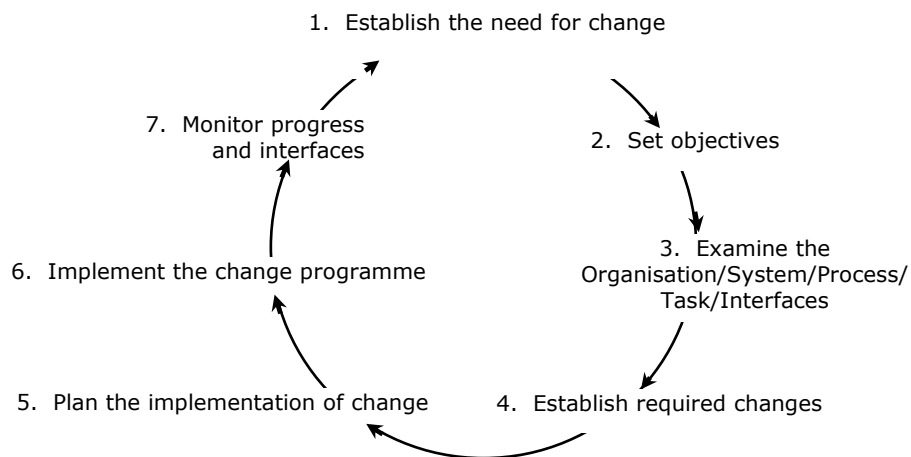 1. Establish the need for change
2. Set objectives
3. Examine the
Organisation/System/Process/
Task/Interfaces
4. Establish required changes
5. Plan the implementation of change
6. Implement the change programme
7. Monitor progress
and interfaces